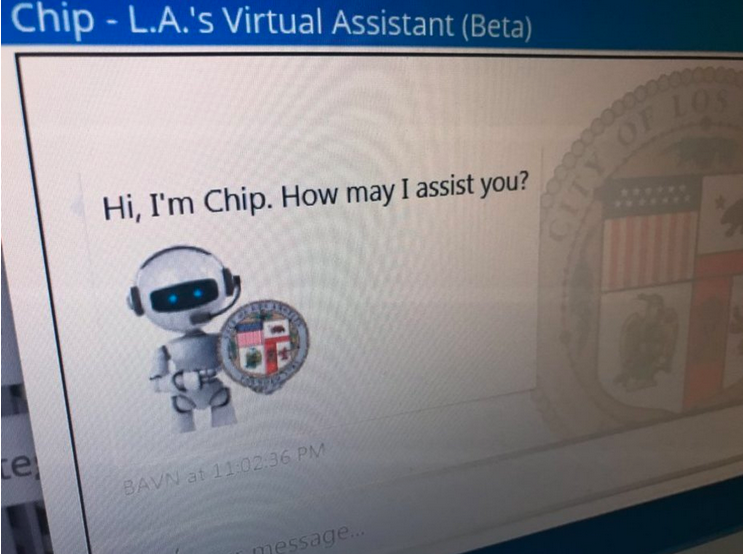 Chip - L.A.'s Virtual Assistant (Beta)
CITY OF LOS
Hi, I'm Chip. How may I assist you?
BAVN at 11:02:36 PM
message...